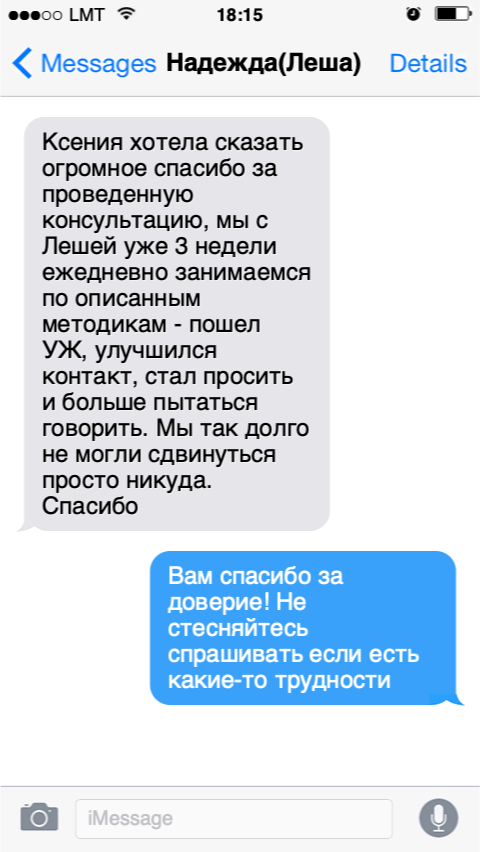 LMT 18:15
Messages Надежда(Леша) Details
Ксения хотела сказать
огромное спасибо за
проведенную
консультацию, мы с
Лешей уже 3 недели
ежедневно занимаемся
по описанным
методикам - пошел
УЖ, улучшился
контакт, стал просить
и больше пытаться
говорить. Мы так долго
не могли сдвинуться
просто никуда.
Спасибо
Вам спасибо за
доверие! Не
стесняйтесь
спрашивать если есть
какие-то трудности
iMessage